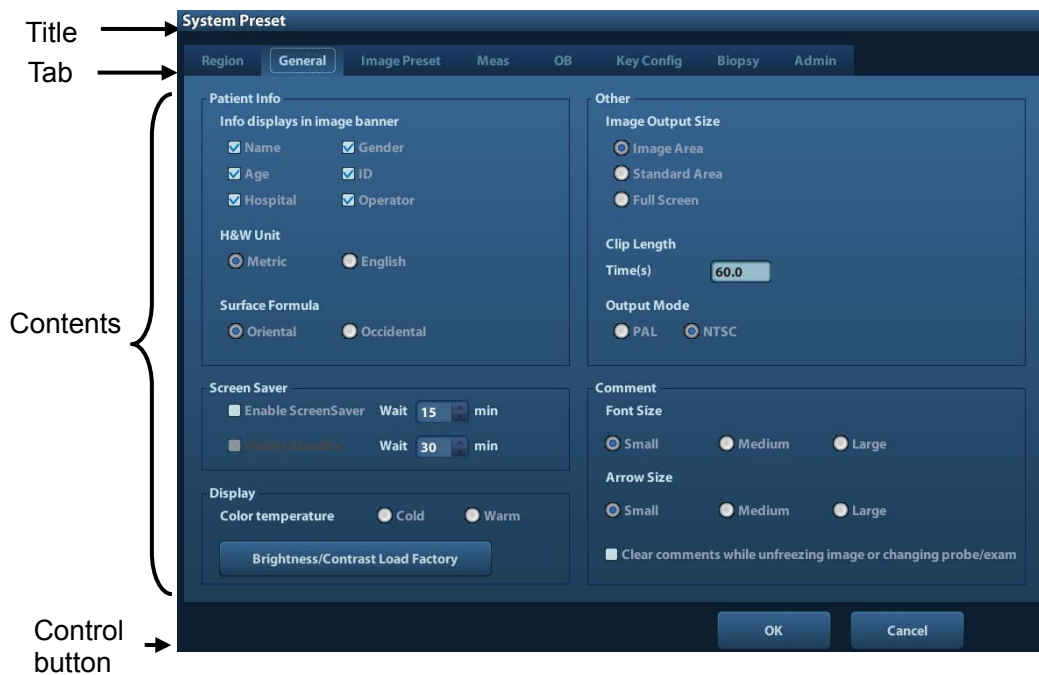 System Preset
Title
Tab
Region General Image Preset Meas OB Key Config Biopsy Admin
Contents
Patient Info
Info displays in image banner
Name Gender
Age ID
Hospital Operator
H&W Unit
Metric English
Surface Formula
Oriental Occidental
Other
Image Output Size
Image Area
Standard Area
Full Screen
Clip Length
Time(s) 60.0
Output Mode
PAL NTSC
Screen Saver
Enable ScreenSaver Wait 15 min
Wait 30 min
Comment
Font Size
Small Medium Large
Arrow Size
Small Medium Large
Clear comments while unfreezing image or changing probe/exam
Display
Color temperature Cold Warm
Brightness/Contrast Load Factory
Control
button
OK Cancel